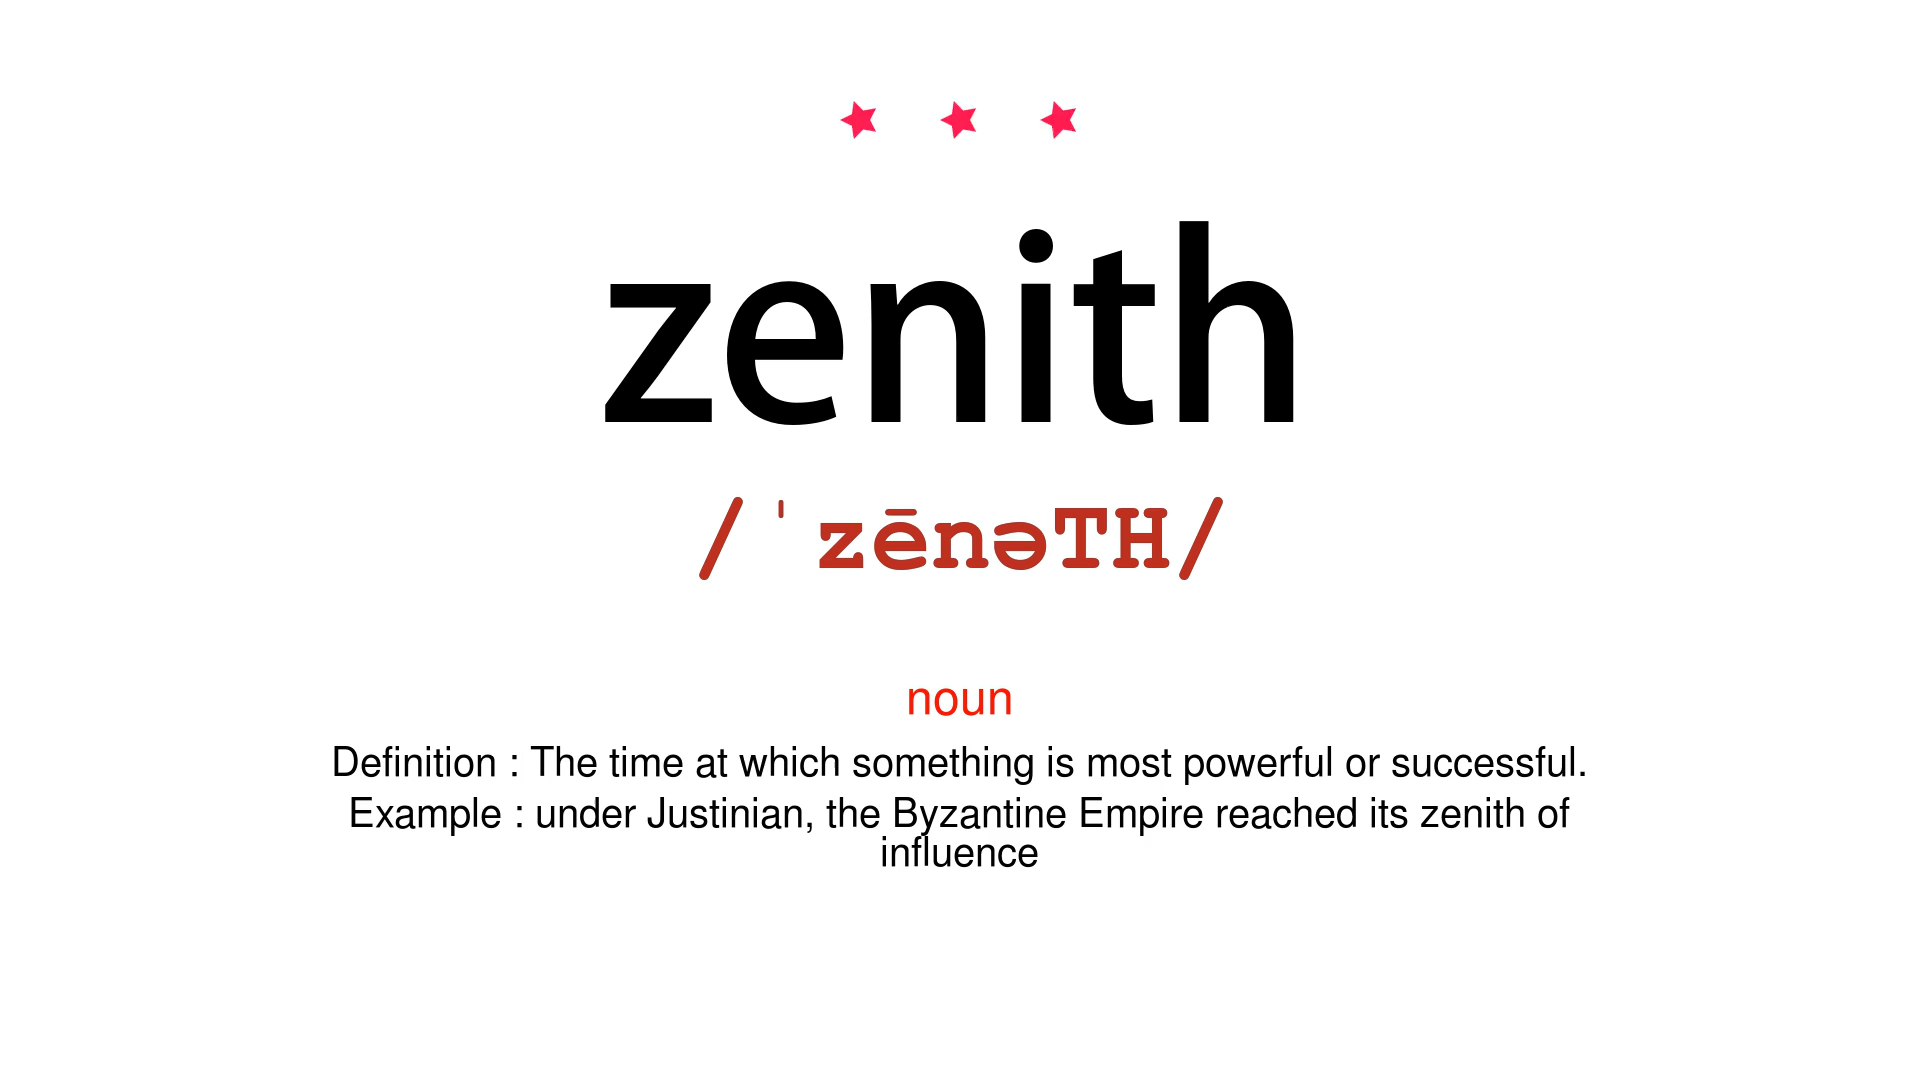 zenith
/ˈzēnəTH/
noun
Definition : The time at which something is most powerful or successful.
Example : under Justinian, the Byzantine Empire reached its zenith of
influence